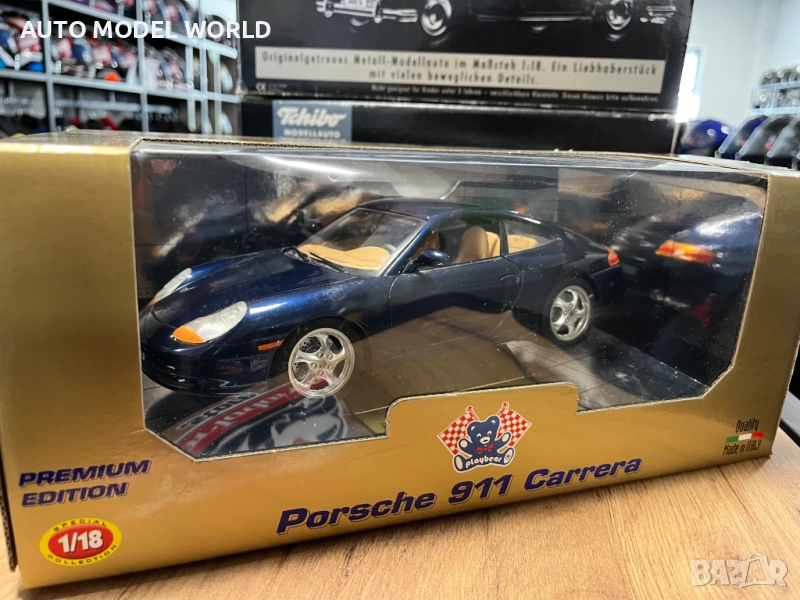 AUTO MODEL WORLD
Originalgetreues Metall-Modellauto im Maßstab 1:18. Ein Liebhaberstück
mit vielen beweglichen Details.
Tchibo
MODELLAUTO
playbear
Quality
Made in ITALY
PREMIUM
EDITION
Porsche 911 Carrera
SPECIAL
1/18
COLLECTION
BAZAR